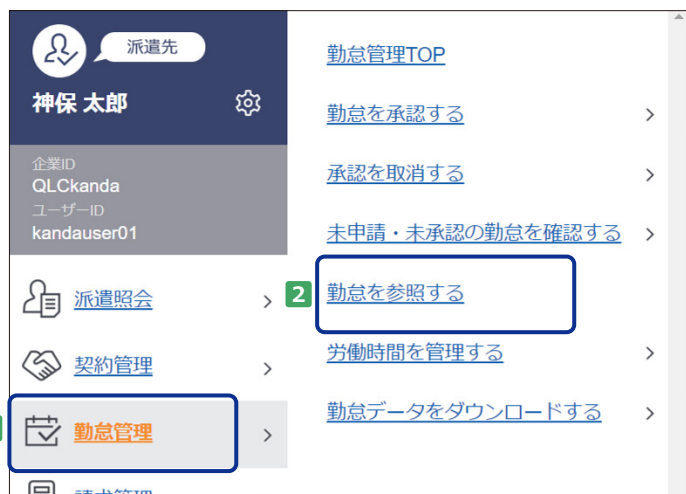 派遣先
神保 太郎
企業ID
QLCkanda
ユーザーID
kandauser01
派遣照会
契約管理
勤怠管理
勤怠管理TOP
勤怠を承認する
承認を取消する
未申請・未承認の勤怠を確認する
2
勤怠を参照する
労働時間を管理する
勤怠データをダウンロードする